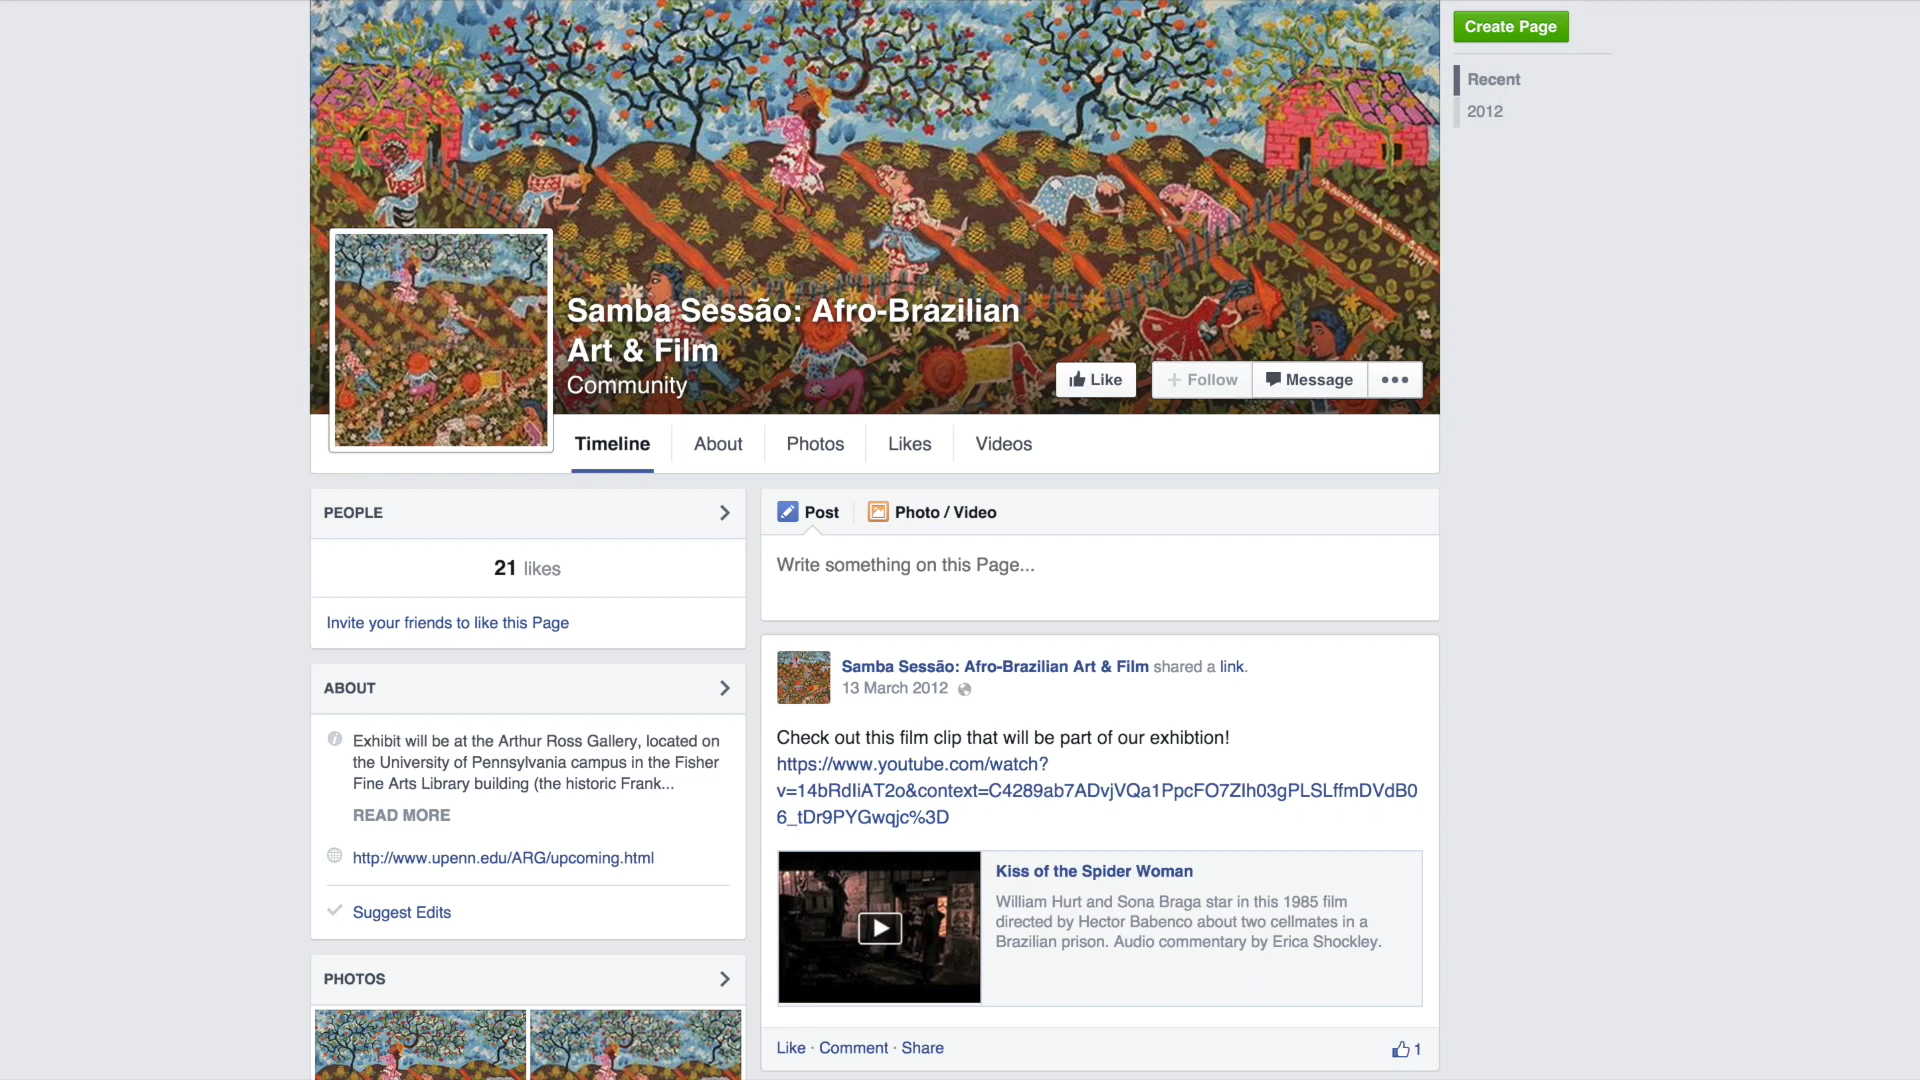 Create Page
Recent
2012
Samba Sessão: Afro-Brazilian
Art & Film
Community
Like
+ Follow
Message
Timeline
About
Photos
Likes
Videos
PEOPLE
21 likes
Invite your friends to like this Page
ABOUT
Exhibit will be at the Arthur Ross Gallery, located on
the University of Pennsylvania campus in the Fisher
Fine Arts Library building (the historic Frank...
READ MORE
http://www.upenn.edu/ARG/upcoming.html
Suggest Edits
PHOTOS
Post
Photo / Video
Write something on this Page...
Samba Sessão: Afro-Brazilian Art & Film shared a link.
13 March 2012
Check out this film clip that will be part of our exhibtion!
https://www.youtube.com/watch?
v=14bRdIiAT2o&context=C4289ab7ADvjVQa1PpcFO7ZIh03gPLSLffmDVdB0
6_tDr9PYGwqjc%3D
Kiss of the Spider Woman
William Hurt and Sona Braga star in this 1985 film
directed by Hector Babenco about two cellmates in a
Brazilian prison. Audio commentary by Erica Shockley.
Like · Comment · Share
1